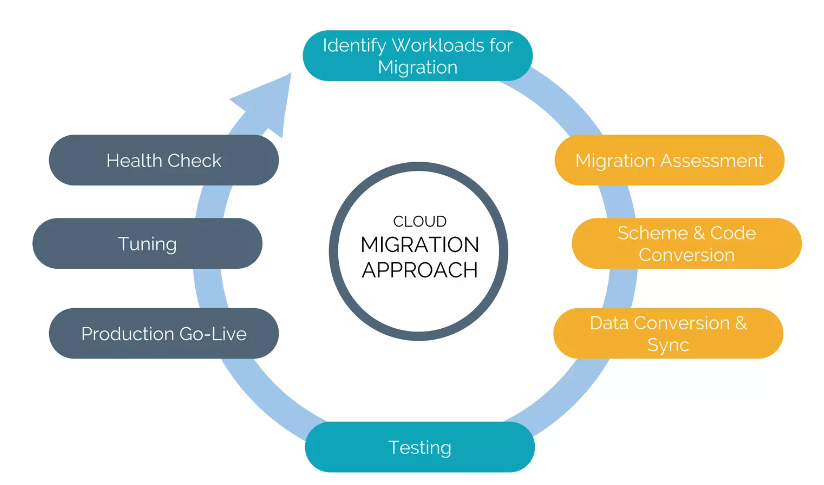 Identify Workloads for
Migration
Health Check
Migration Assessment
Tuning
CLOUD
MIGRATION
APPROACH
Scheme & Code
Conversion
Production Go-Live
Data Conversion &
Sync
Testing